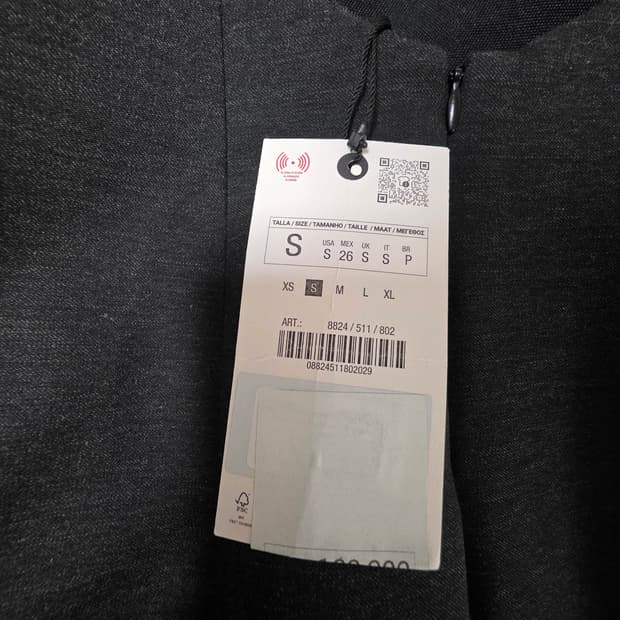 TALLA / SIZE / TAMANHO / TAILLE / MAAT / ΜΕΓΕΘΟΣ
S
USA MEX UK IT BR
S 26 S S P
XS S M L XL
ART.: 8824 / 511 / 802
08824511802029
FSC